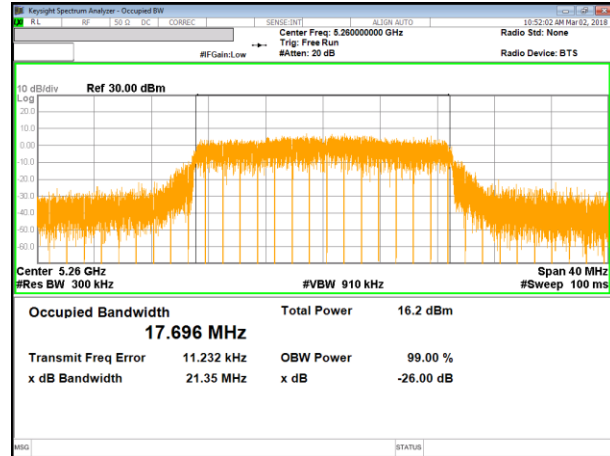 Keysight Spectrum Analyzer - Occupied BW
RL RF 50 Ω DC CORREC SENSE:INT ALIGN AUTO 10:52:02 AM Mar 02, 2018
Center Freq: 5.260000000 GHz Radio Std: None
Trig: Free Run
#IFGain:Low #Atten: 20 dB Radio Device: BTS
10 dB/div Ref 30.00 dBm
Log
20.0
10.0
0.00
-10.0
-20.0
-30.0
-40.0
-50.0
-60.0
Center 5.26 GHz Span 40 MHz
#Res BW 300 kHz #VBW 910 kHz #Sweep 100 ms
Occupied Bandwidth Total Power 16.2 dBm
17.696 MHz
Transmit Freq Error 11.232 kHz OBW Power 99.00 %
x dB Bandwidth 21.35 MHz x dB -26.00 dB
MSG STATUS